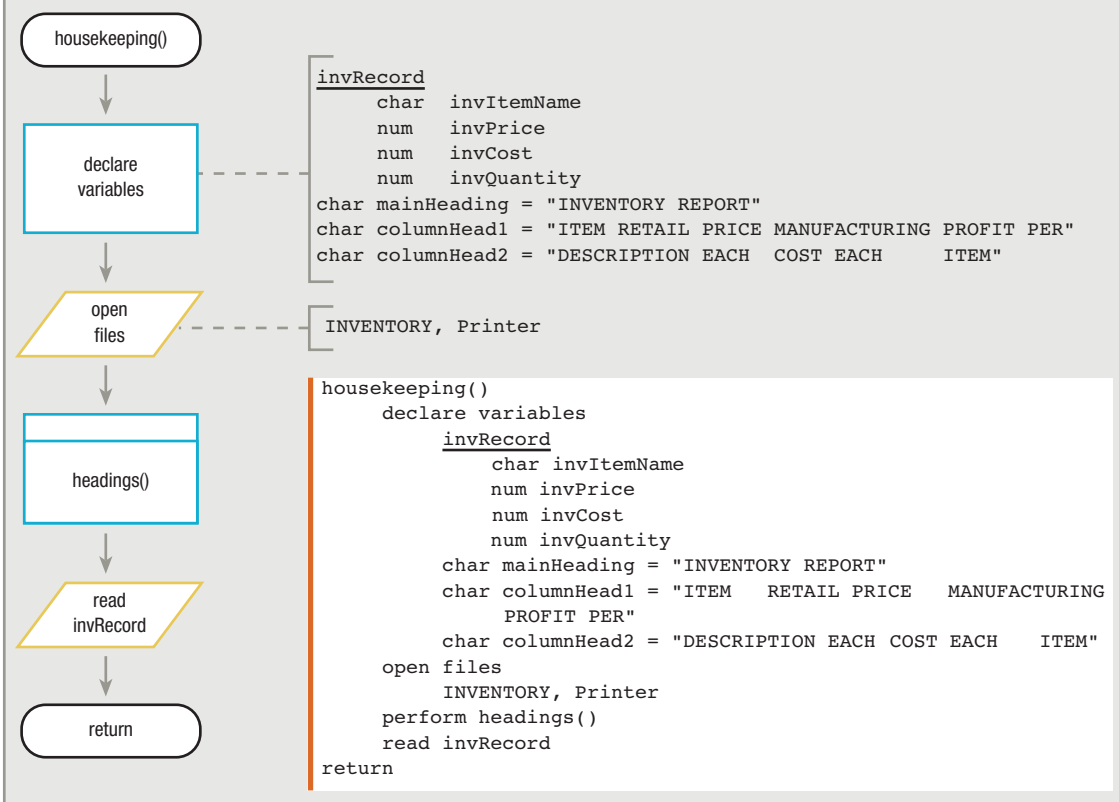 housekeeping()
declare
variables
invRecord
char invItemName
num invPrice
num invCost
num invQuantity
char mainHeading = "INVENTORY REPORT"
char columnHead1 = "ITEM RETAIL PRICE MANUFACTURING PROFIT PER"
char columnHead2 = "DESCRIPTION EACH  COST EACH     ITEM"
open
files
INVENTORY, Printer
headings()
read
invRecord
return
housekeeping()
declare variables
invRecord
char invItemName
num invPrice
num invCost
num invQuantity
char mainHeading = "INVENTORY REPORT"
char columnHead1 = "ITEM   RETAIL PRICE   MANUFACTURING
PROFIT PER"
char columnHead2 = "DESCRIPTION EACH COST EACH    ITEM"
open files
INVENTORY, Printer
perform headings()
read invRecord
return